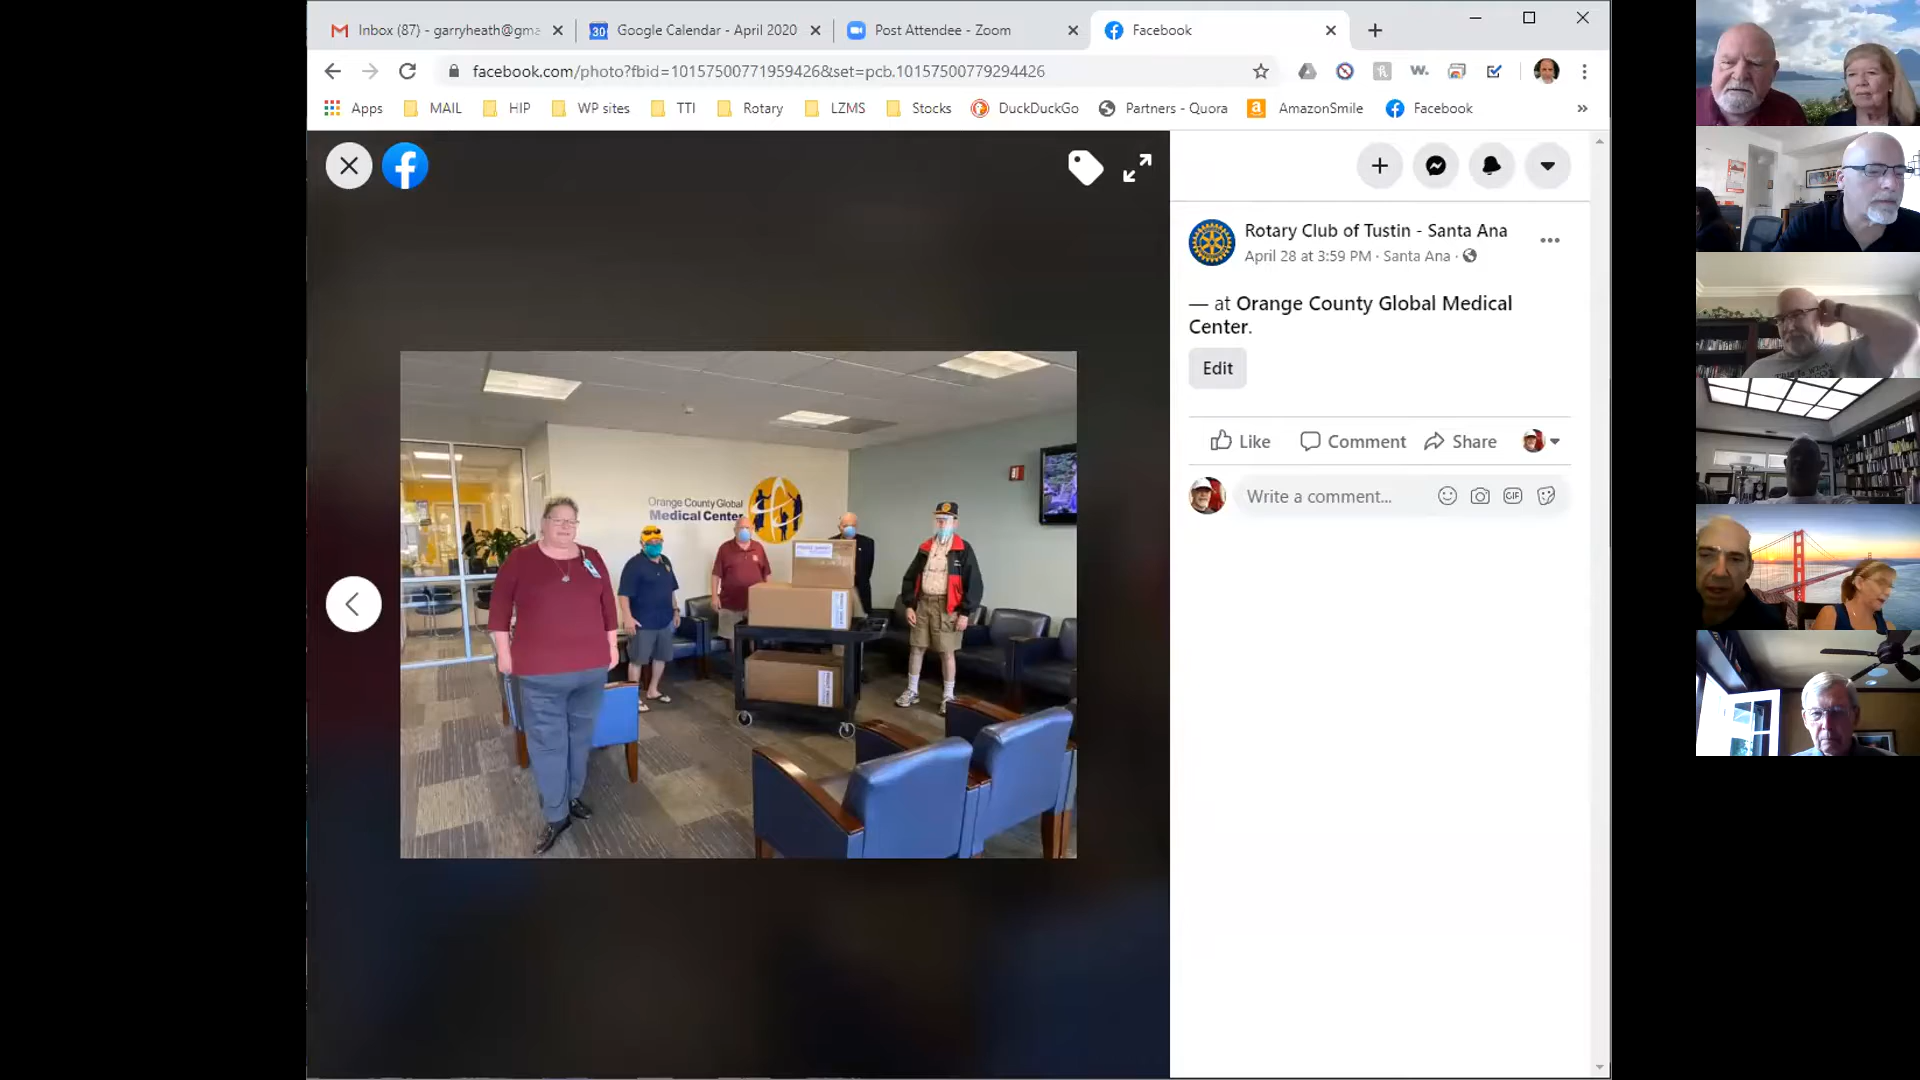 Inbox (87) - garryheath@gma
Google Calendar - April 2020
Post Attendee - Zoom
Facebook
facebook.com/photo?fbid=10157500771959426&set=pcb.10157500779294426
Apps
MAIL
HIP
WP sites
TTI
Rotary
LZMS
Stocks
DuckDuckGo
Partners - Quora
AmazonSmile
Facebook
Rotary Club of Tustin - Santa Ana
April 28 at 3:59 PM · Santa Ana ·
— at Orange County Global Medical
Center.
Edit
Like
Comment
Share
Write a comment...
GIF
Orange County Global
Medical Center